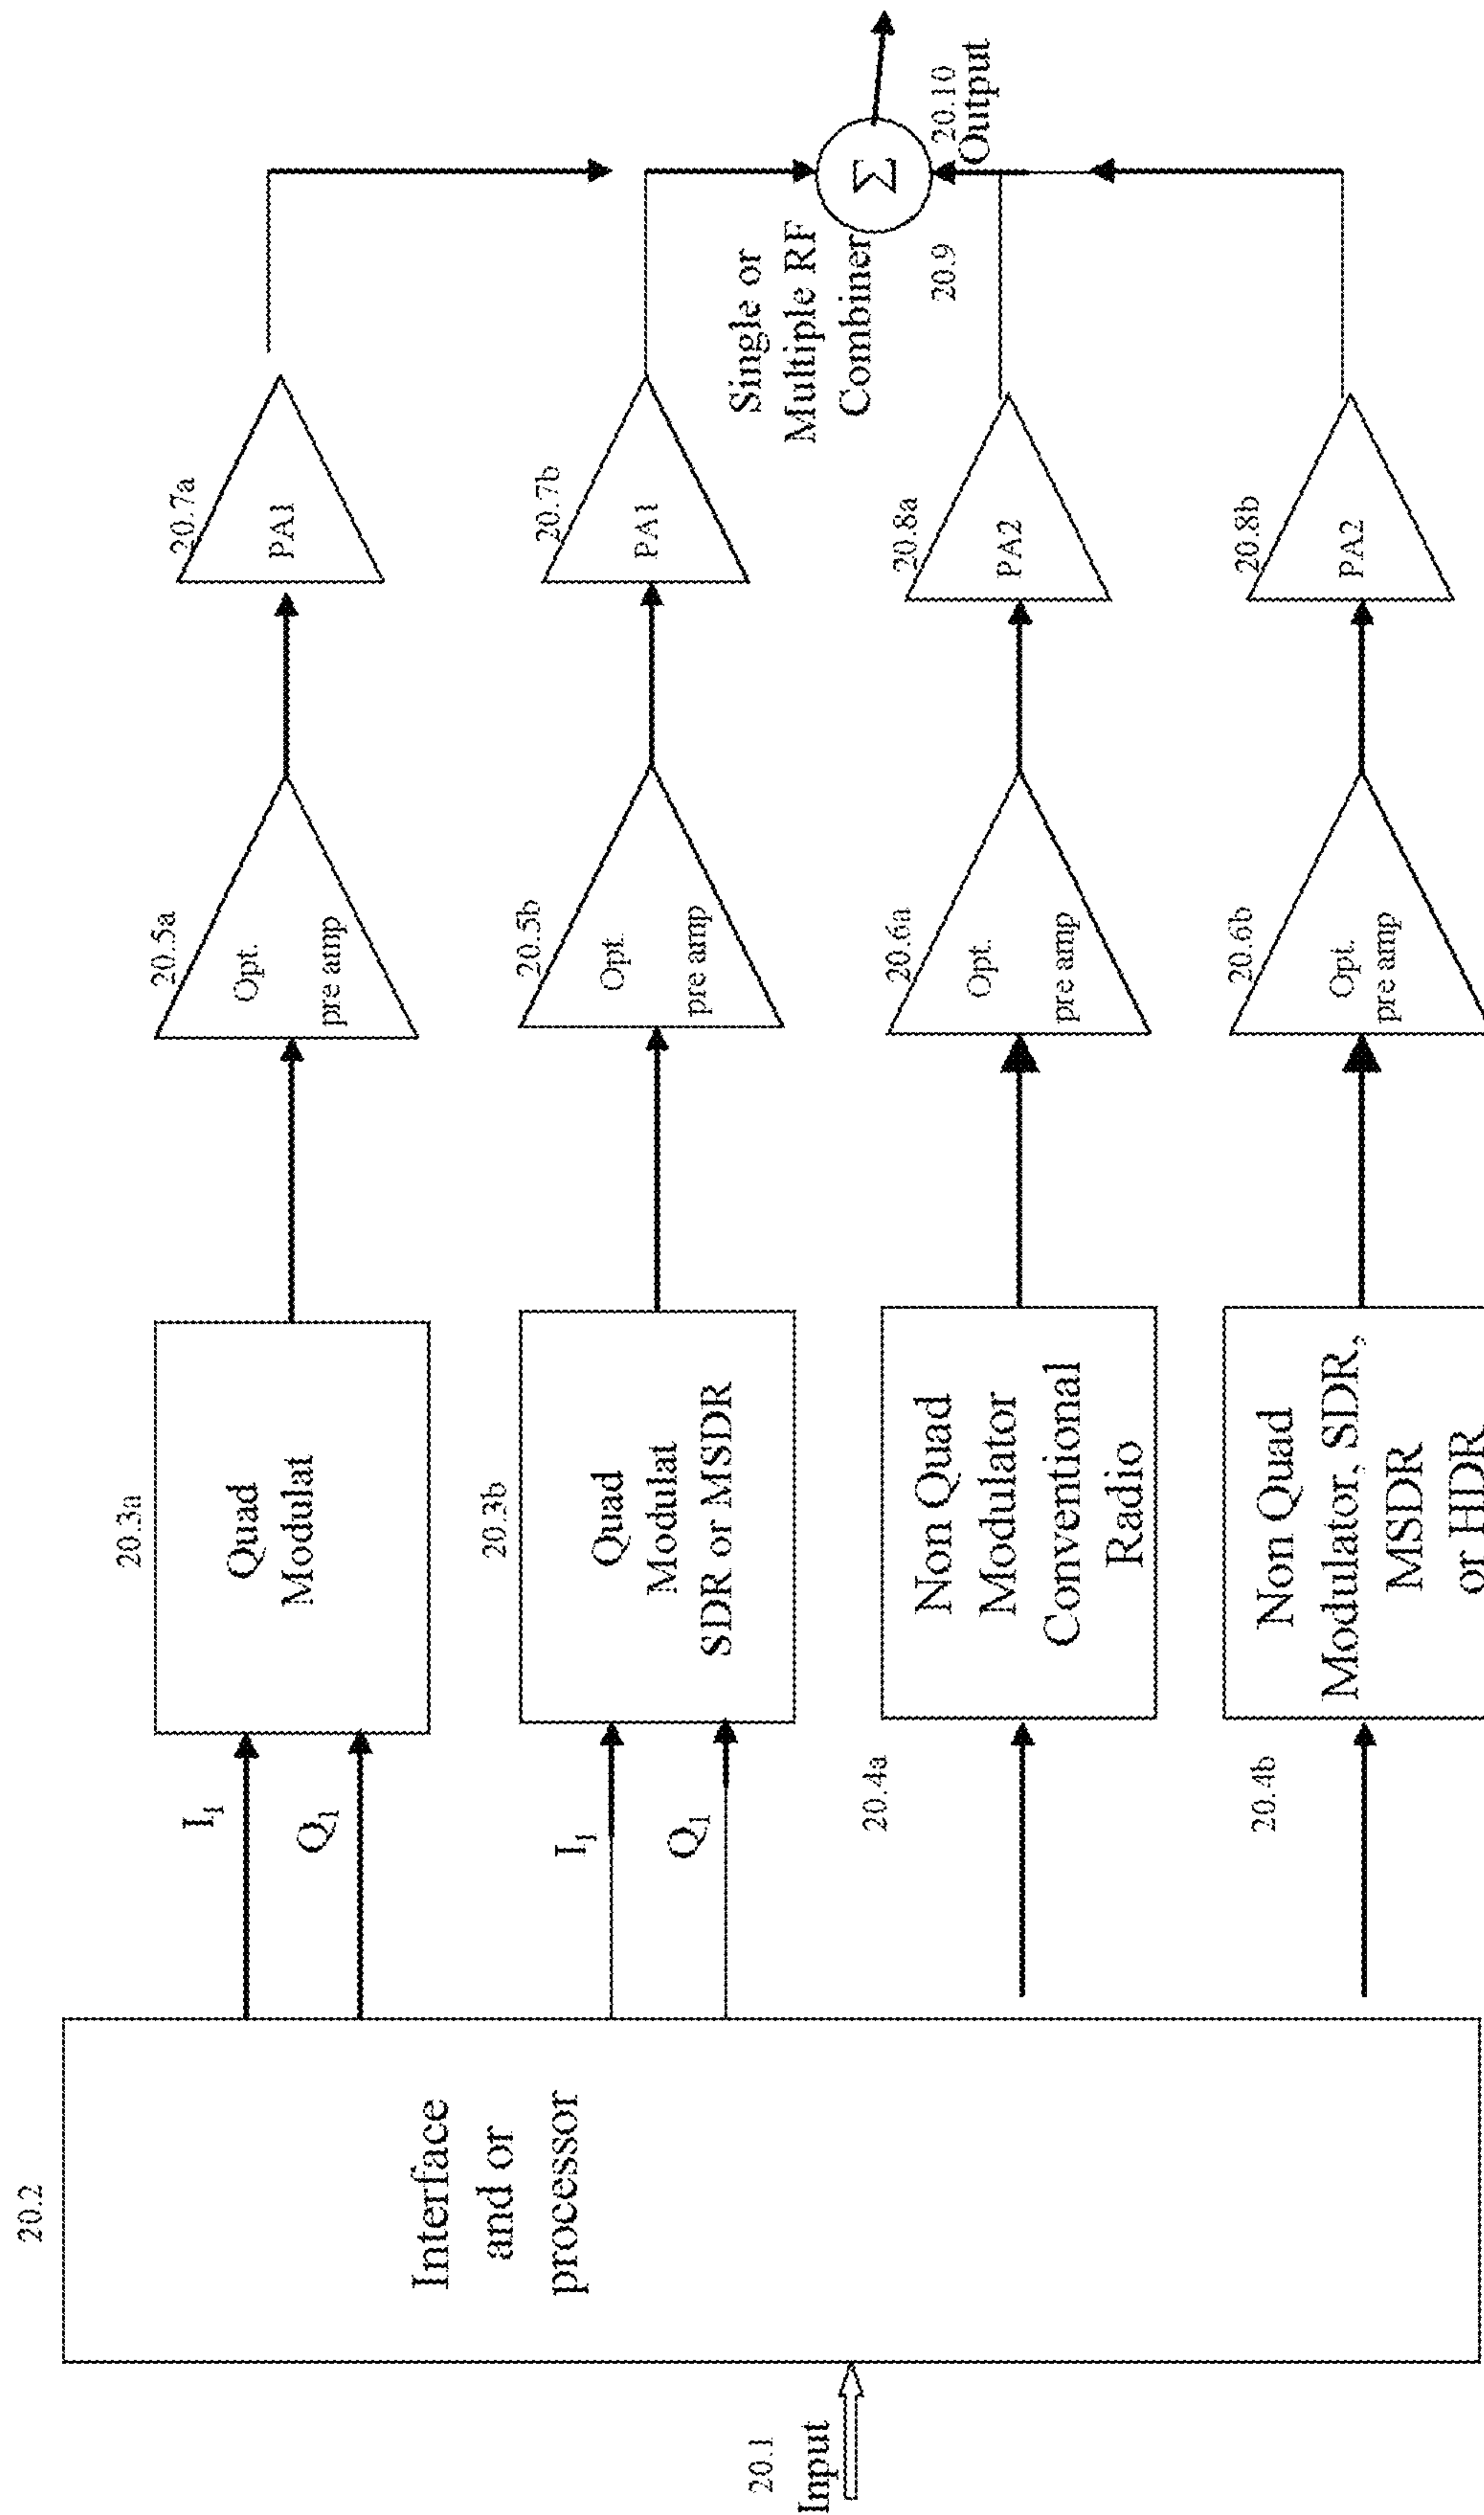 20.1
Input
20.2
Interface
and or
processor
I1
Q1
20.3a
Quad
Modulat
20.5a
Opt.
pre amp
20.7a
PA1
I1
Q1
20.3b
Quad
Modulat
SDR or MSDR
20.5b
Opt.
pre amp
20.7b
PA1
Single or
Multiple RF
Combiner
20.9
Σ
20.10
Output
20.4a
Non Quad
Modulator
Conventional
Radio
20.6a
Opt.
pre amp
20.8a
PA2
20.4b
Non Quad
Modulator, SDR,
MSDR
or HDR
20.6b
Opt.
pre amp
20.8b
PA2